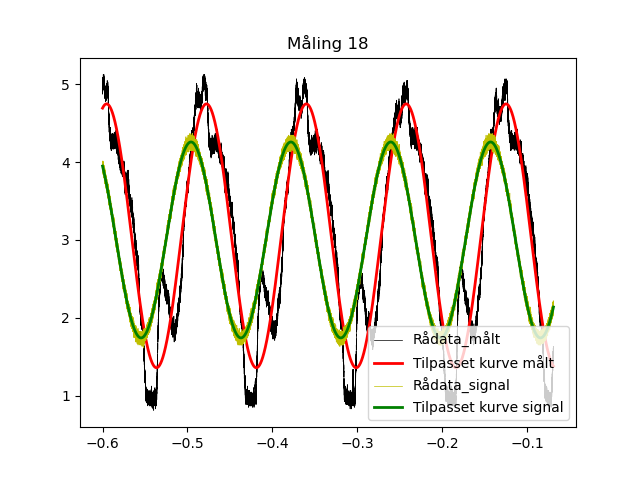 Måling 18
5
4
3
2
1
Rådata_målt
Tilpasset kurve målt
Rådata_signal
Tilpasset kurve signal
−0.6 −0.5 −0.4 −0.3 −0.2 −0.1